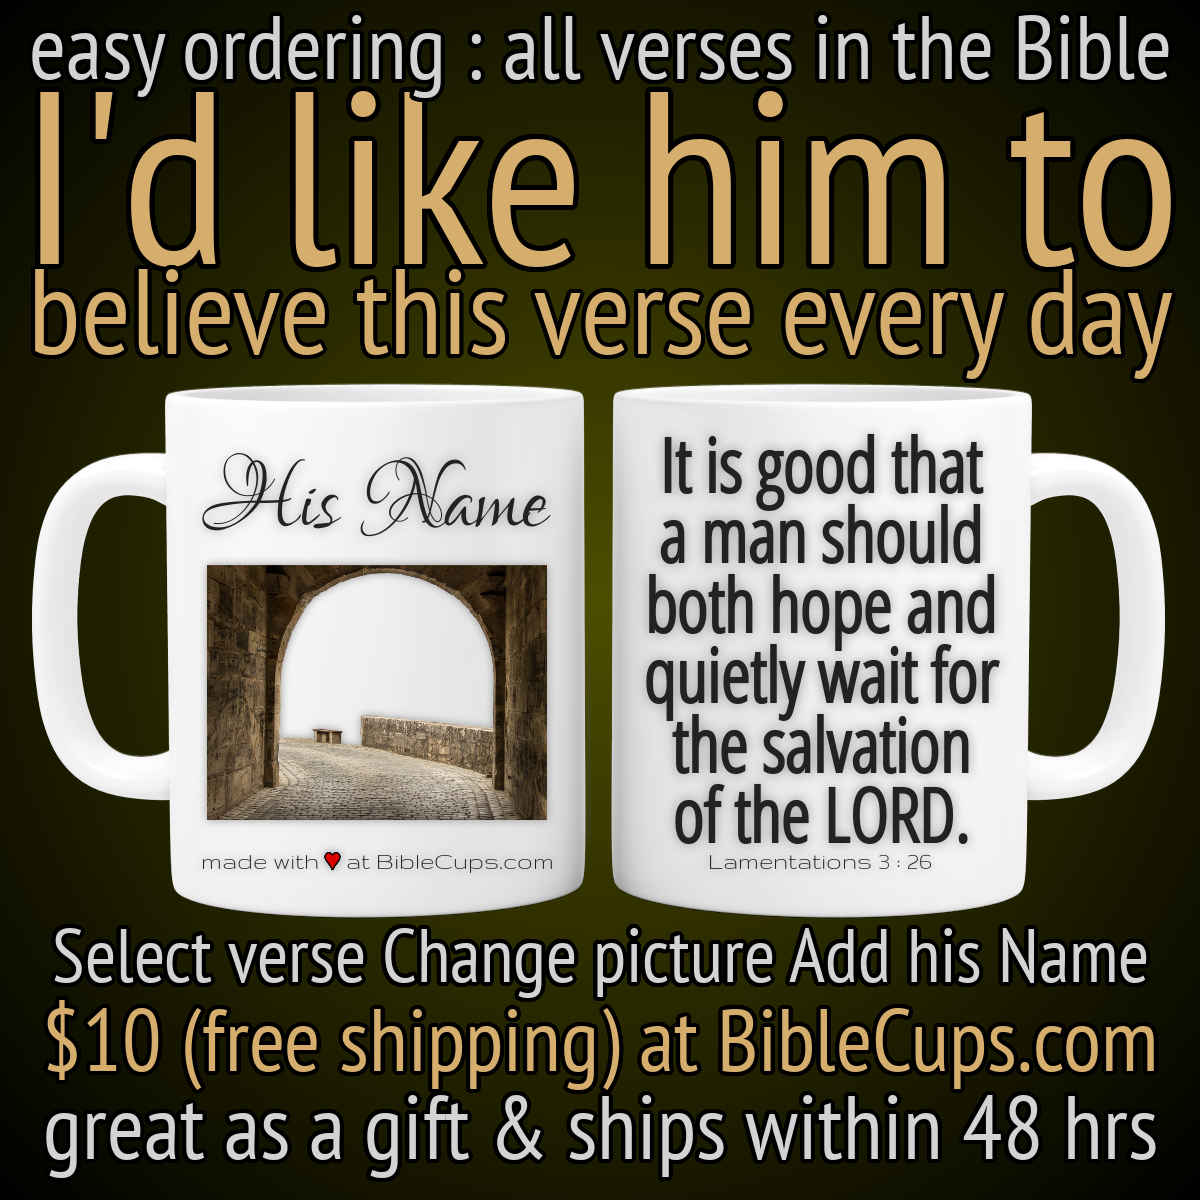 easy ordering : all verses in the Bible
I'd like him to
believe this verse every day
His Name
made with ❤ at BibleCups.com
It is good that
a man should
both hope and
quietly wait for
the salvation
of the LORD.
Lamentations 3 : 26
Select verse Change picture Add his Name
$10 (free shipping) at BibleCups.com
great as a gift & ships within 48 hrs